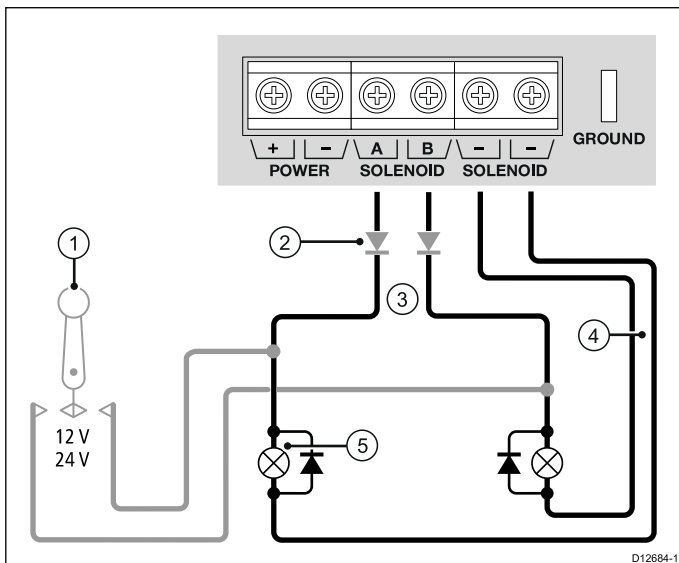 + − A B − −
POWER SOLENOID SOLENOID
GROUND
1
2
3
4
12 V
24 V
5
D12684-1